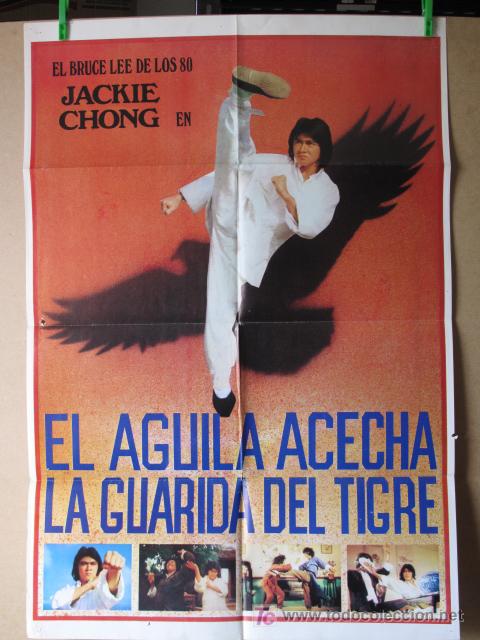 EL BRUCE LEE DE LOS 80
JACKIE
CHONG EN
EL AGUILA ACECHA
LA GUARIDA DEL TIGRE
www.todocoleccion.net